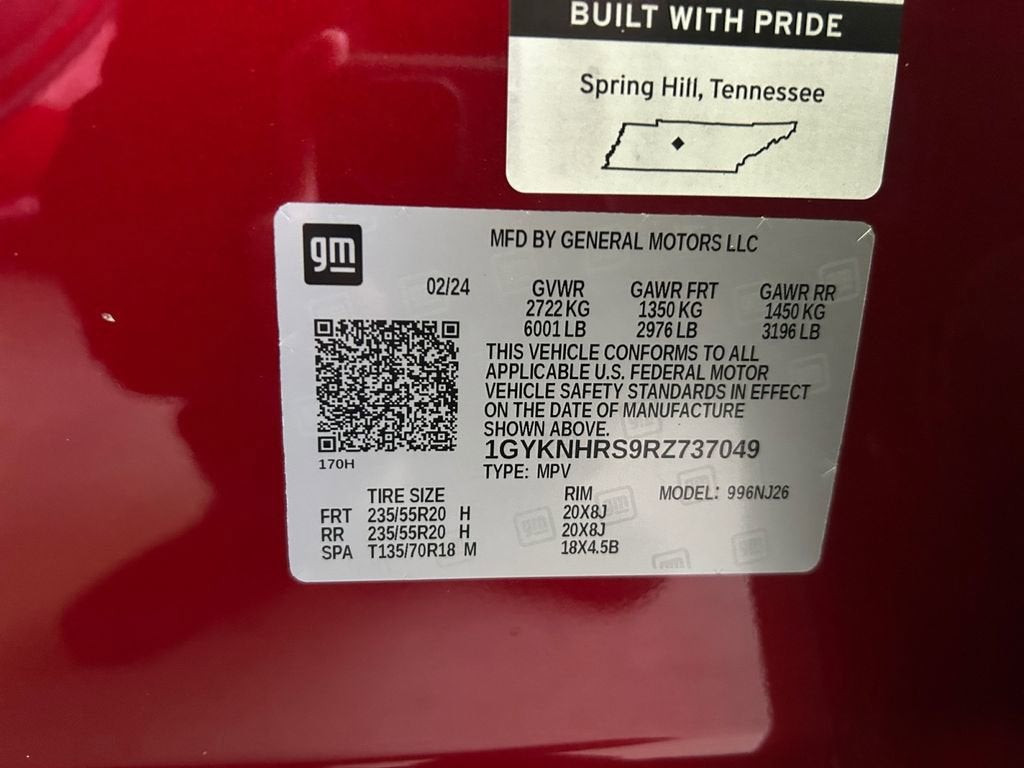 BUILT WITH PRIDE
Spring Hill, Tennessee
gm
MFD BY GENERAL MOTORS LLC
02/24 GVWR GAWR FRT GAWR RR
2722 KG 1350 KG 1450 KG
6001 LB 2976 LB 3196 LB
THIS VEHICLE CONFORMS TO ALL
APPLICABLE U.S. FEDERAL MOTOR
VEHICLE SAFETY STANDARDS IN EFFECT
ON THE DATE OF MANUFACTURE
SHOWN ABOVE.
1GYKNHRS9RZ737049
170H
TYPE: MPV
TIRE SIZE RIM MODEL: 996NJ26
FRT 235/55R20 H 20X8J
RR 235/55R20 H 20X8J
SPA T135/70R18 M 18X4.5B